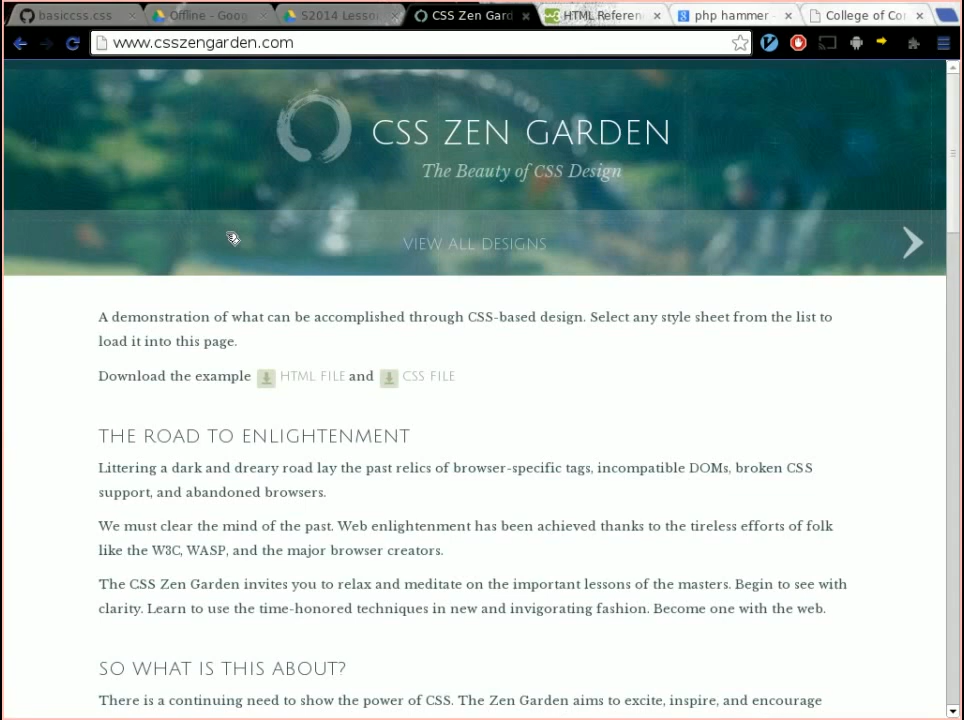 basiccss.css
Offline - Goog
S2014 Lesson
CSS Zen Gard
HTML Referen
php hammer -
College of Co
www.csszengarden.com
CSS ZEN GARDEN
The Beauty of CSS Design
VIEW ALL DESIGNS
A demonstration of what can be accomplished through CSS-based design. Select any style sheet from the list to
load it into this page.
Download the example HTML FILE and CSS FILE
THE ROAD TO ENLIGHTENMENT
Littering a dark and dreary road lay the past relics of browser-specific tags, incompatible DOMs, broken CSS
support, and abandoned browsers.
We must clear the mind of the past. Web enlightenment has been achieved thanks to the tireless efforts of folk
like the W3C, WASP, and the major browser creators.
The CSS Zen Garden invites you to relax and meditate on the important lessons of the masters. Begin to see with
clarity. Learn to use the time-honored techniques in new and invigorating fashion. Become one with the web.
SO WHAT IS THIS ABOUT?
There is a continuing need to show the power of CSS. The Zen Garden aims to excite, inspire, and encourage